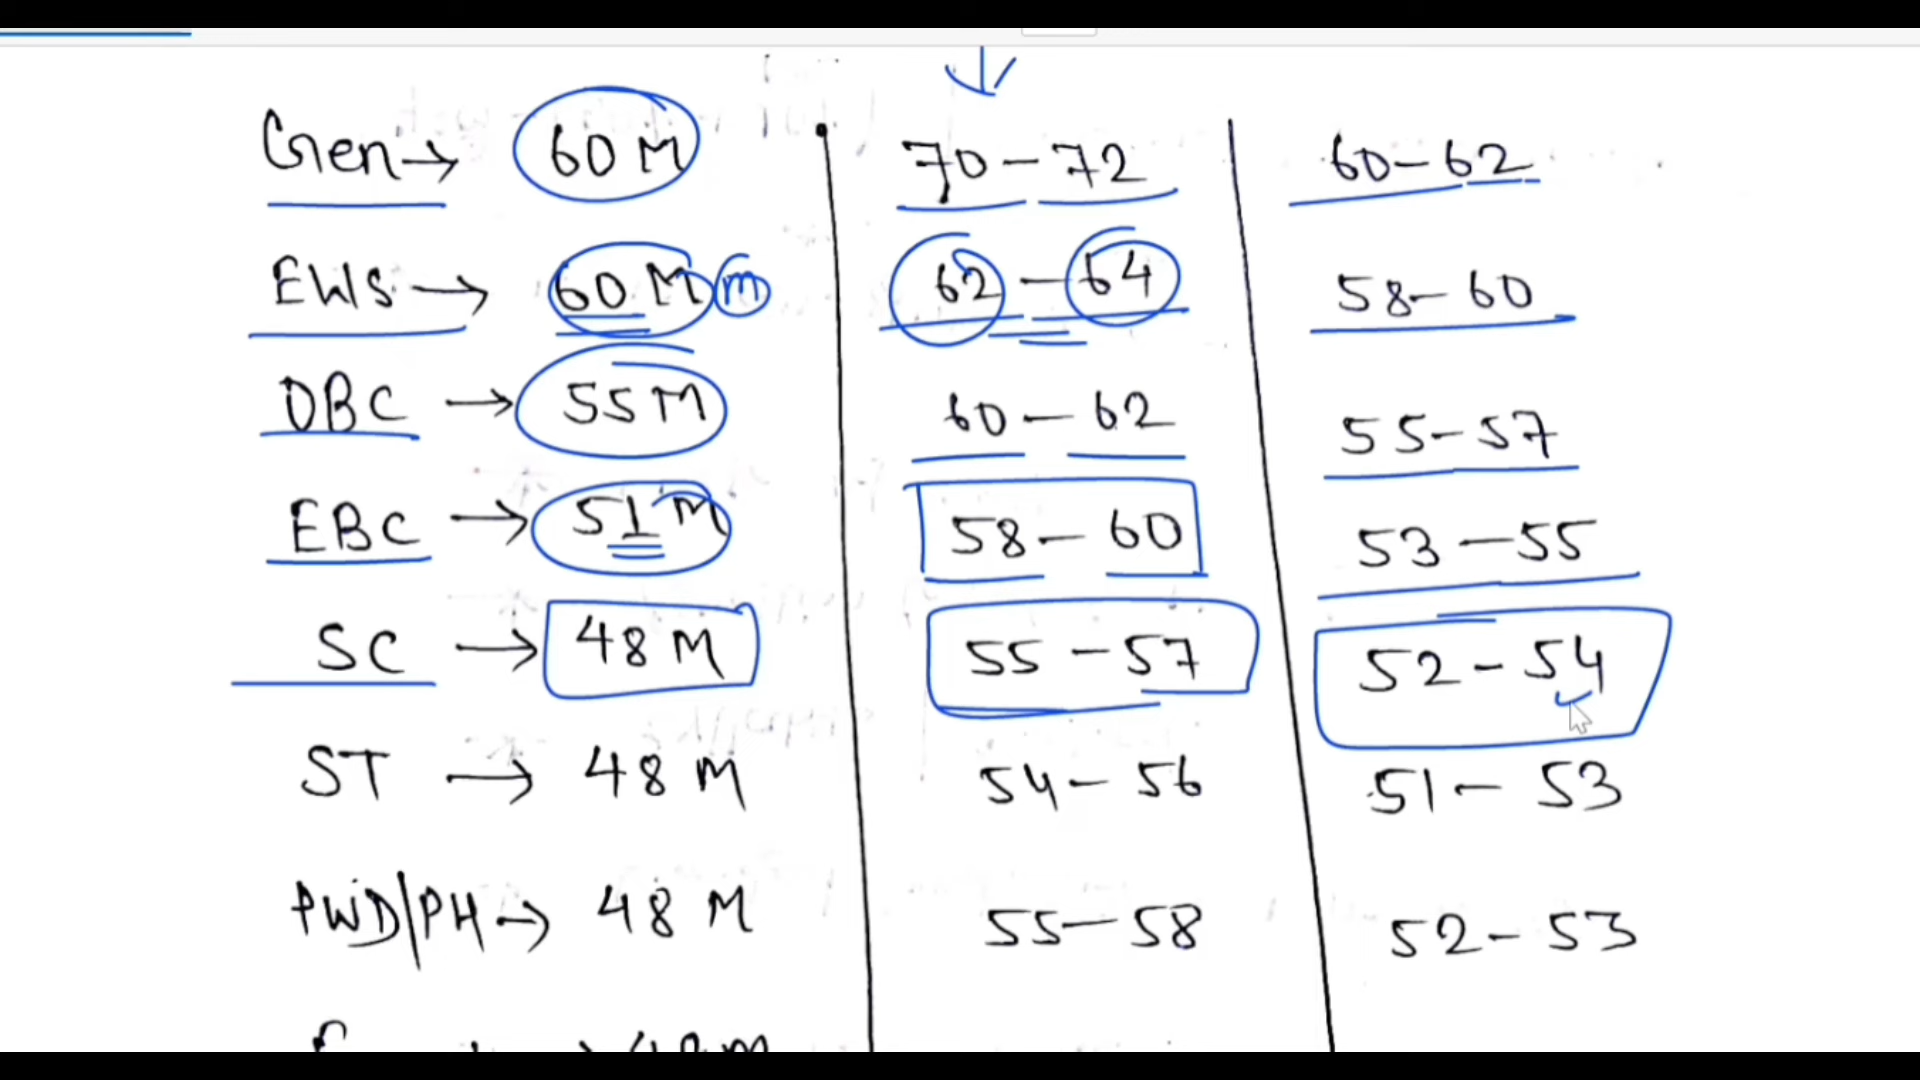 Gen → 60 M 70 - 72 60 - 62
EWS → 60 M m 62 - 64 58 - 60
OBC → 55 M 60 - 62 55 - 57
EBC → 51 M 58 - 60 53 - 55
SC → 48 M 55 - 57 52 - 54
ST → 48 M 54 - 56 51 - 53
PWD/PH → 48 M 55 - 58 52 - 53